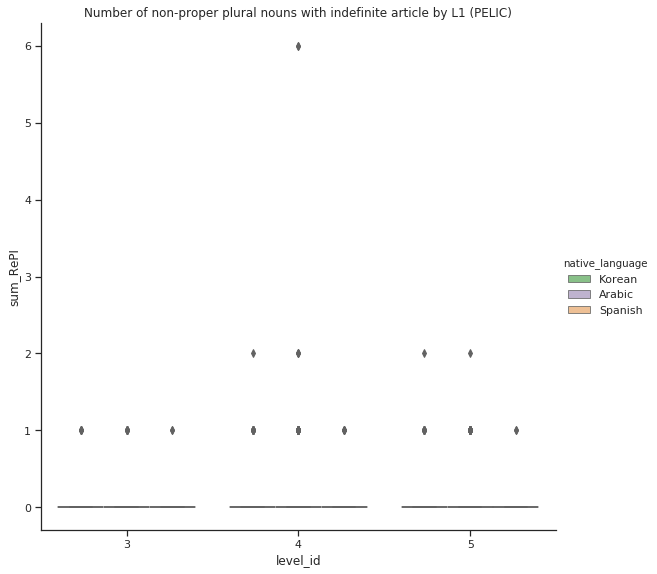 Number of non-proper plural nouns with indefinite article by L1 (PELIC)
6
5
4
3
2
1
0
sum_RePl
3
4
5
level_id
native_language
Korean
Arabic
Spanish